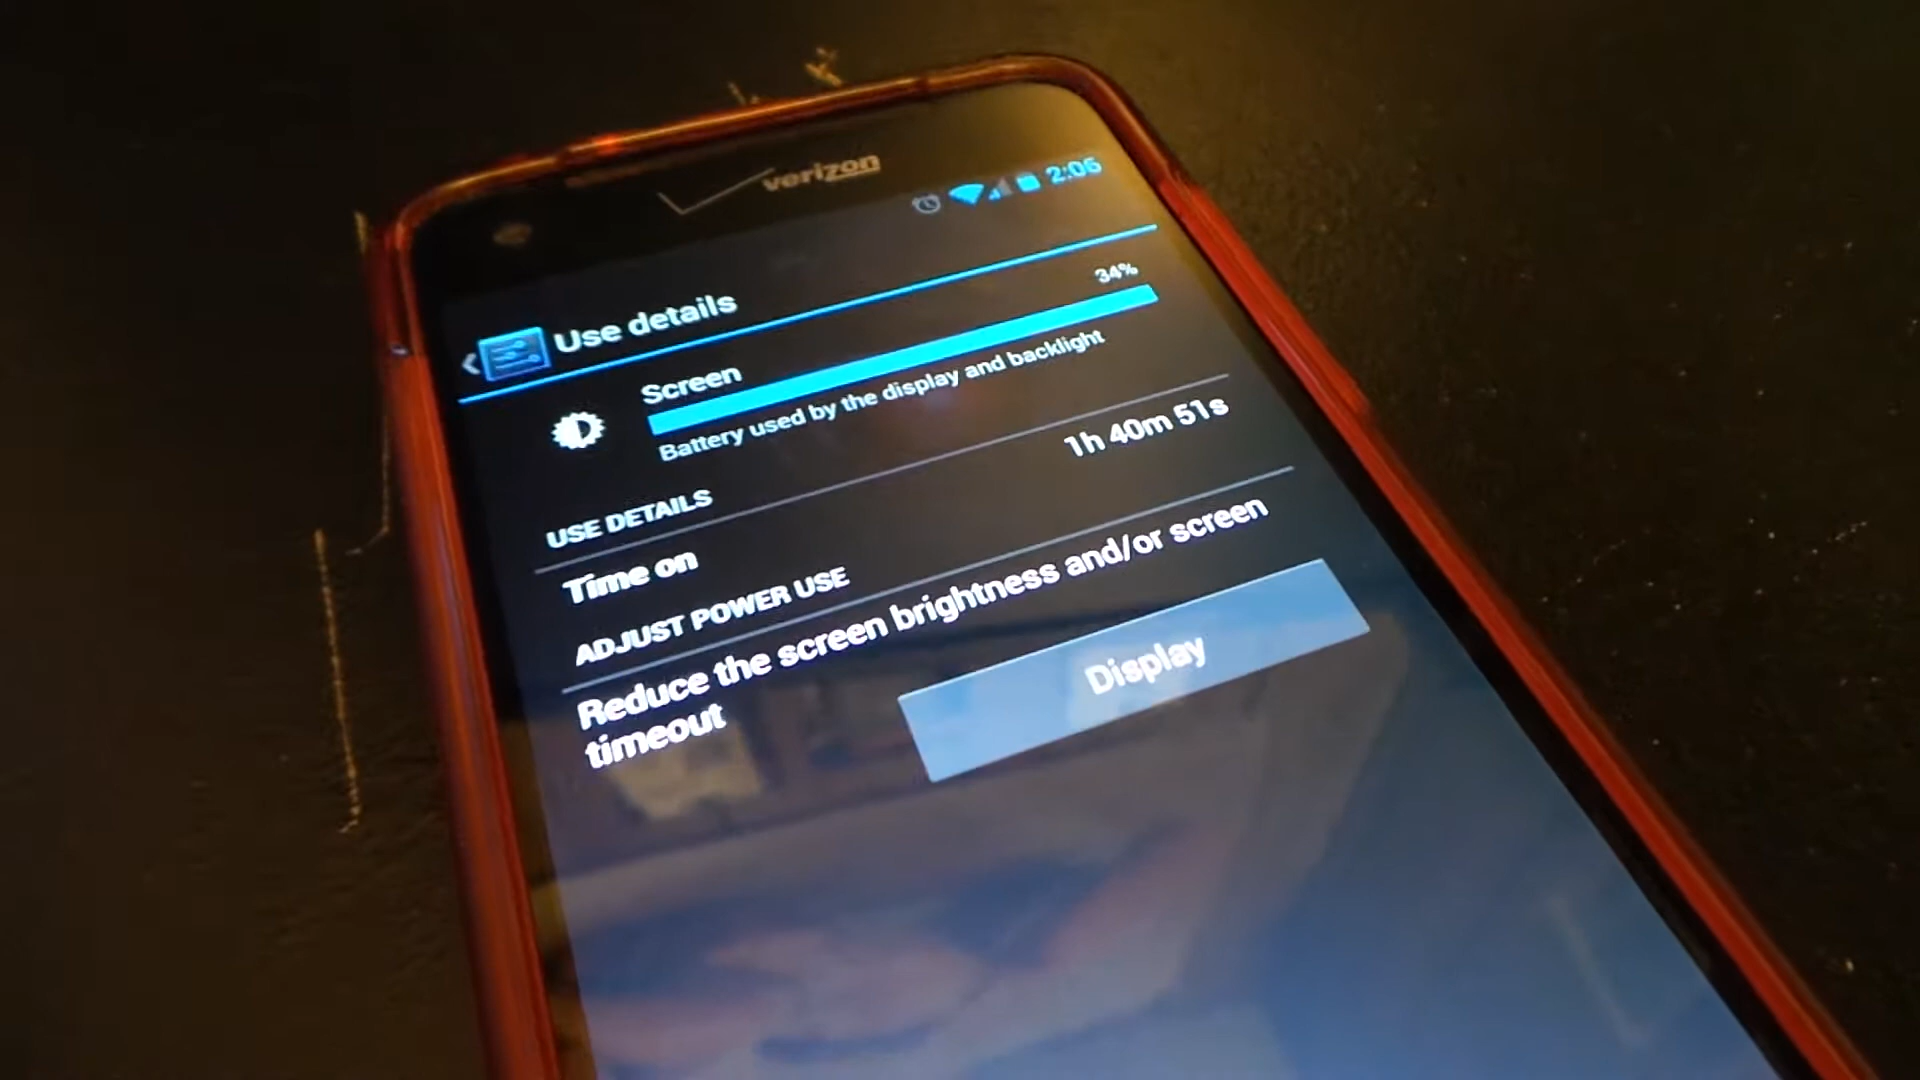 verizon
2:06
Use details
34%
Screen
Battery used by the display and backlight
USE DETAILS
Time on
1h 40m 51s
ADJUST POWER USE
Reduce the screen brightness and/or screen
timeout
Display